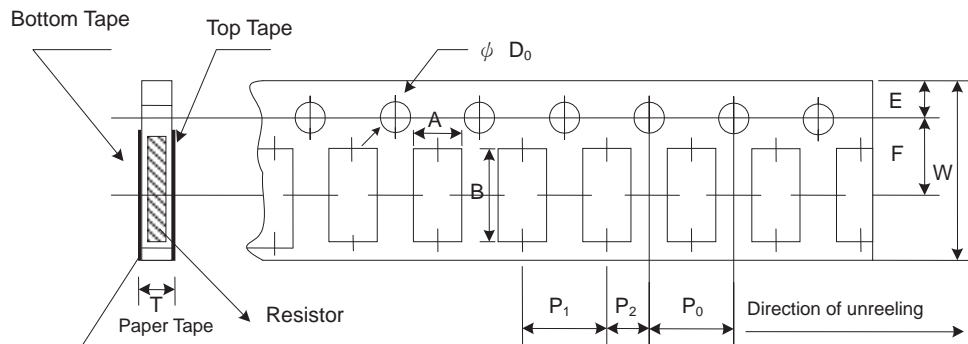 Bottom Tape
Top Tape
ψ D₀
A
E
F
W
B
T
Paper Tape
Resistor
P₁
P₂
P₀
Direction of unreeling